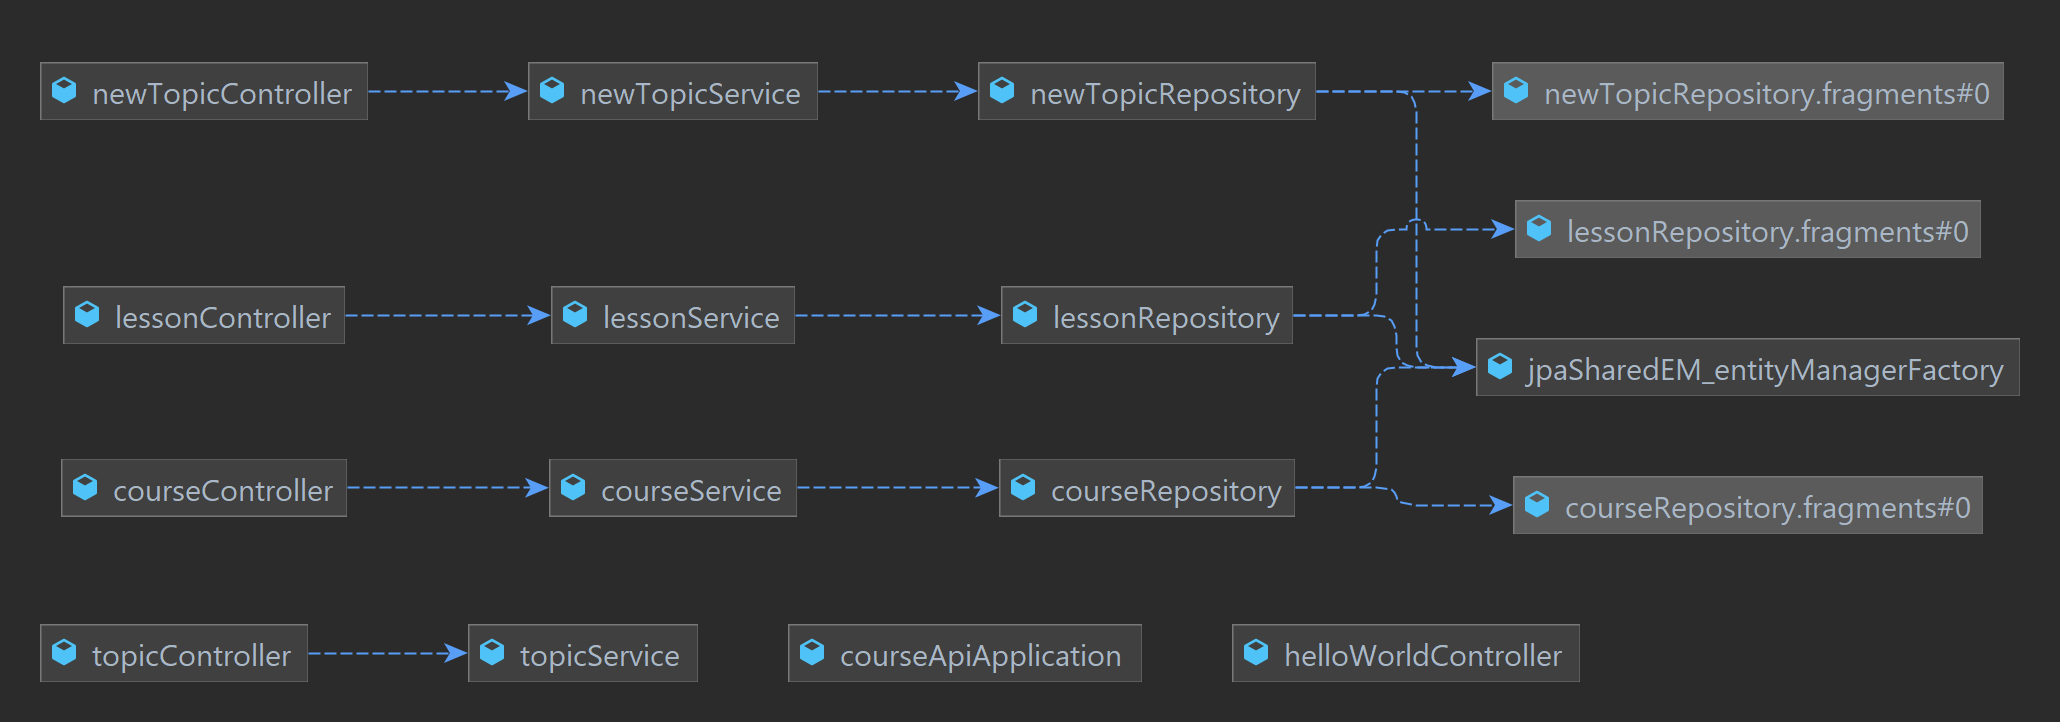 newTopicController
newTopicService
newTopicRepository
newTopicRepository.fragments#0
lessonRepository.fragments#0
lessonController
lessonService
lessonRepository
jpaSharedEM_entityManagerFactory
courseController
courseService
courseRepository
courseRepository.fragments#0
topicController
topicService
courseApiApplication
helloWorldController